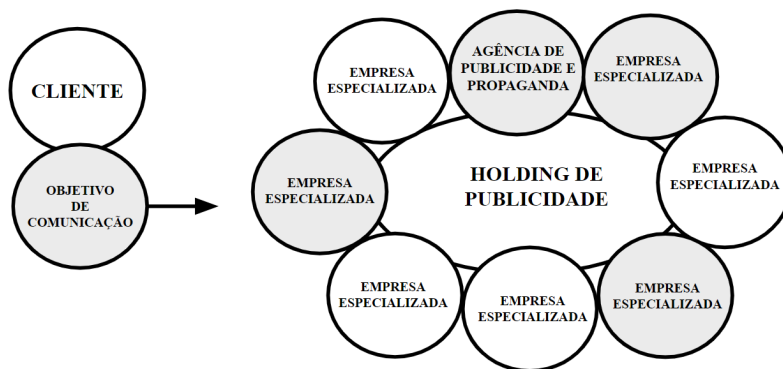 CLIENTE
OBJETIVO
DE
COMUNICAÇÃO
EMPRESA
ESPECIALIZADA
AGÊNCIA DE
PUBLICIDADE E
PROPAGANDA
EMPRESA
ESPECIALIZADA
EMPRESA
ESPECIALIZADA
HOLDING DE
PUBLICIDADE
EMPRESA
ESPECIALIZADA
EMPRESA
ESPECIALIZADA
EMPRESA
ESPECIALIZADA
EMPRESA
ESPECIALIZADA